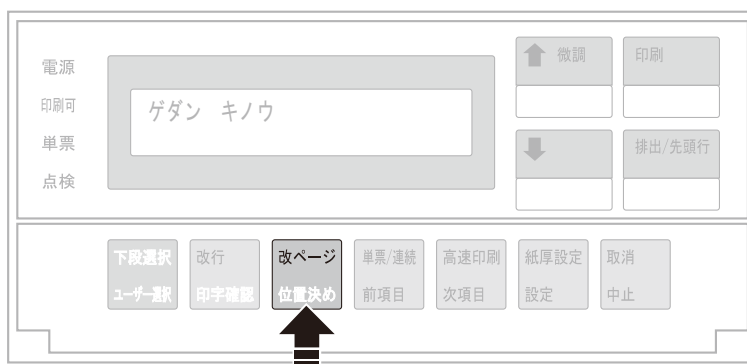 電源
印刷可
単票
点検
ゲダン キノウ
微調
印刷
排出/先頭行
下段選択
ユーザー選択
改行
印字確認
改ページ
位置決め
単票/連続
前項目
高速印刷
次項目
紙厚設定
設定
取消
中止